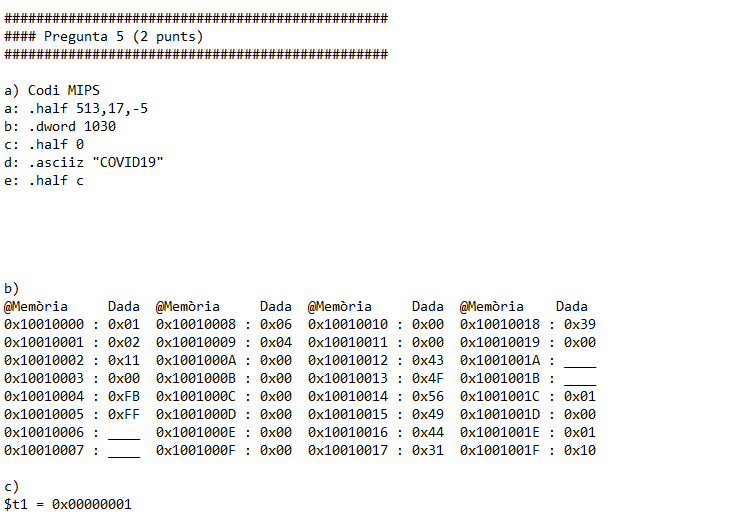 ################################################
#### Pregunta 5 (2 punts)
################################################
a) Codi MIPS
a: .half 513,17,-5
b: .dword 1030
c: .half 0
d: .asciiz "COVID19"
e: .half c
b)
@Memòria     Dada  @Memòria     Dada  @Memòria     Dada  @Memòria    Dada
0x10010000 : 0x01  0x10010008 : 0x06  0x10010010 : 0x00  0x10010018 : 0x39
0x10010001 : 0x02  0x10010009 : 0x04  0x10010011 : 0x00  0x10010019 : 0x00
0x10010002 : 0x11  0x1001000A : 0x00  0x10010012 : 0x43  0x1001001A : ____
0x10010003 : 0x00  0x1001000B : 0x00  0x10010013 : 0x4F  0x1001001B : ____
0x10010004 : 0xFB  0x1001000C : 0x00  0x10010014 : 0x56  0x1001001C : 0x01
0x10010005 : 0xFF  0x1001000D : 0x00  0x10010015 : 0x49  0x1001001D : 0x00
0x10010006 : ____  0x1001000E : 0x00  0x10010016 : 0x44  0x1001001E : 0x01
0x10010007 : ____  0x1001000F : 0x00  0x10010017 : 0x31  0x1001001F : 0x10
c)
$t1 = 0x00000001